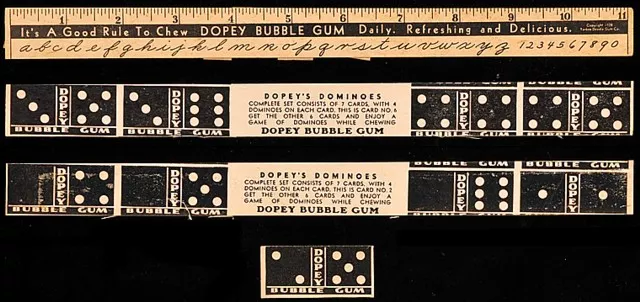 1 2 3 4 5 6 7 8 9 10 11
It's A Good Rule To Chew DOPEY BUBBLE GUM Daily. Refreshing and Delicious.
a b c d e f g h i j k l m n o p q r s t u v w x y z 1 2 3 4 5 6 7 8 9 0
DOPEY
BUBBLE GUM
DOPEY
BUBBLE GUM
DOPEY'S DOMINOES
COMPLETE SET CONSISTS OF 7 CARDS, WITH 4
DOMINOES ON EACH CARD. THIS IS CARD NO. 6
GET THE OTHER 6 CARDS AND ENJOY A
GAME OF DOMINOES WHILE CHEWING
DOPEY BUBBLE GUM
DOPEY
BUBBLE GUM
DOPEY
BUBBLE GUM
DOPEY
BUBBLE GUM
DOPEY
BUBBLE GUM
DOPEY'S DOMINOES
COMPLETE SET CONSISTS OF 7 CARDS, WITH 4
DOMINOES ON EACH CARD. THIS IS CARD NO. 2
GET THE OTHER 6 CARDS AND ENJOY A
GAME OF DOMINOES WHILE CHEWING
DOPEY BUBBLE GUM
DOPEY
BUBBLE GUM
DOPEY
BUBBLE GUM
DOPEY
BUBBLE GUM